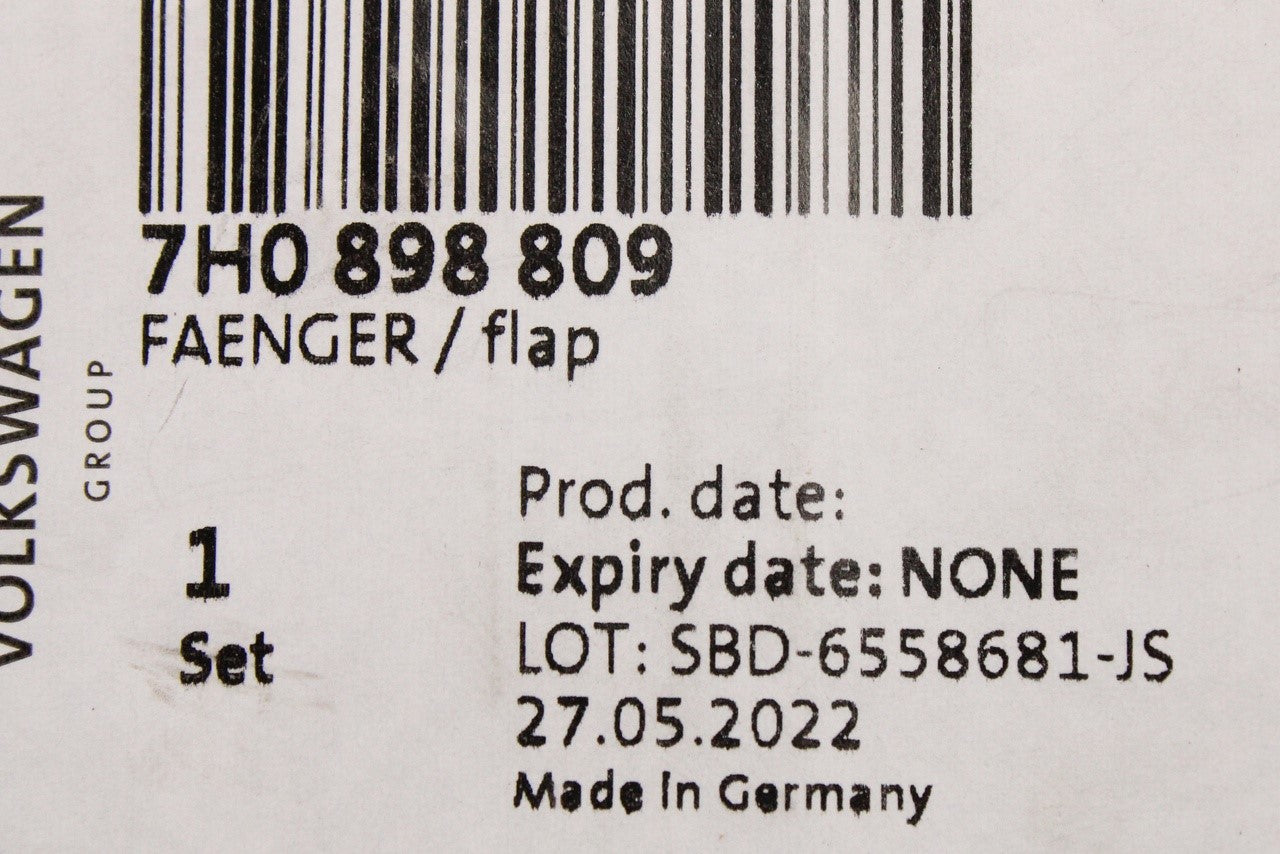 7H0 898 809
FAENGER / flap
VOLKSWAGEN
GROUP
1
Set
Prod. date:
Expiry date: NONE
LOT: SBD-6558681-JS
27.05.2022
Made In Germany